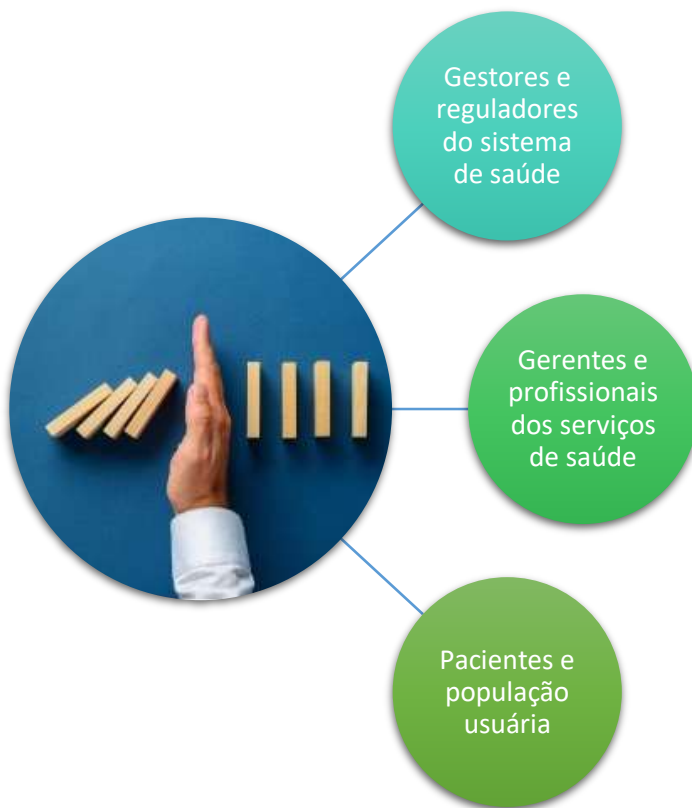 Gestores e
reguladores
do sistema
de saúde
Gerentes e
profissionais
dos serviços
de saúde
Pacientes e
população
usuária